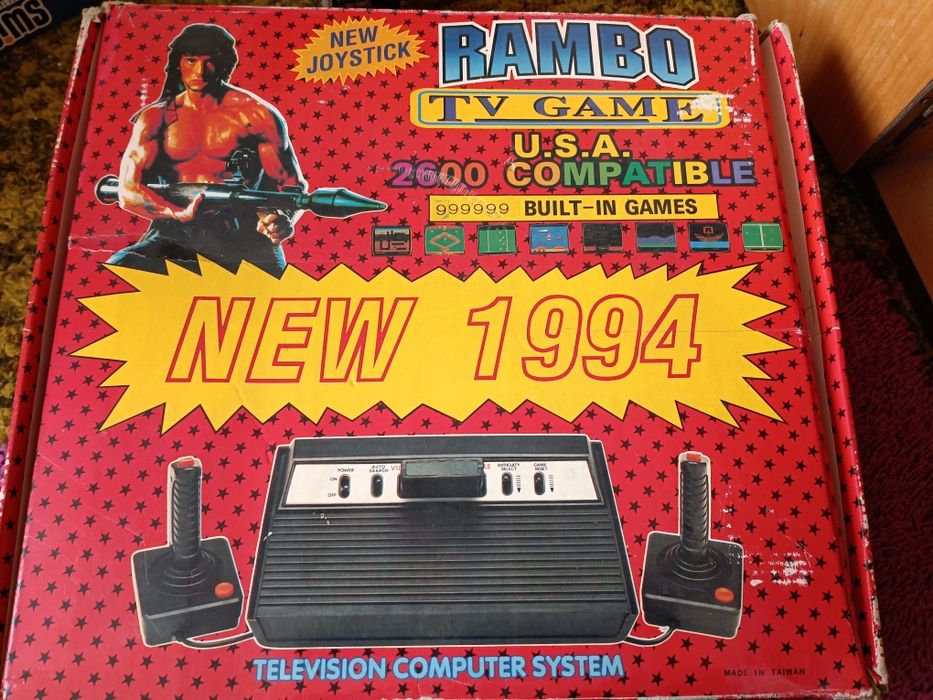 NEW
JOYSTICK
RAMBO
TV GAME
U.S.A.
2600 COMPATIBLE
999999 BUILT-IN GAMES
NEW 1994
POWER
ON
OFF
AUTO
SEARCH
DIFFICULTY
SELECT
GAME
RESET
TELEVISION COMPUTER SYSTEM
MADE IN TAIWAN